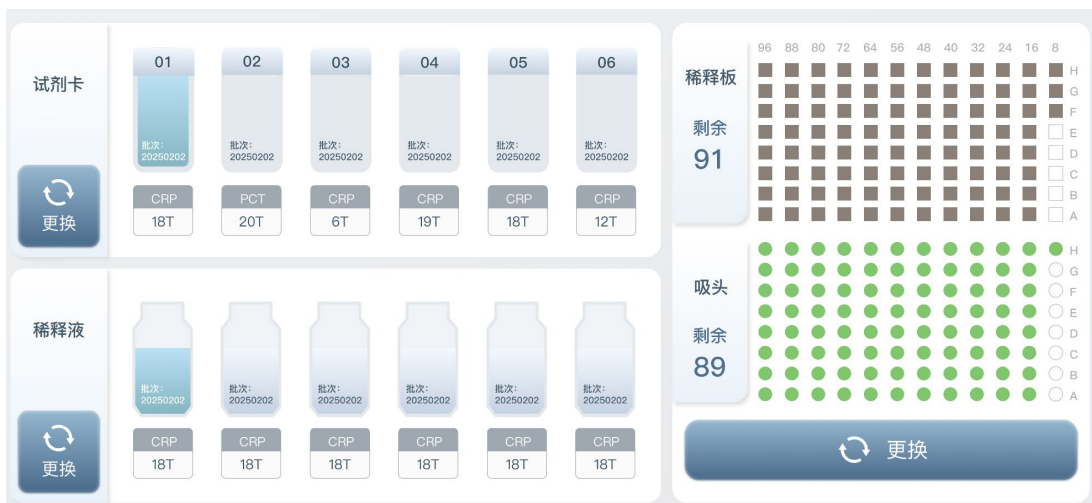 试剂卡
更换
01 02 03 04 05 06
批次： 批次： 批次： 批次： 批次： 批次：
20250202 20250202 20250202 20250202 20250202 20250202
CRP PCT CRP CRP CRP CRP
18T 20T 6T 19T 18T 12T
稀释液
更换
批次： 批次： 批次： 批次： 批次： 批次：
20250202 20250202 20250202 20250202 20250202 20250202
CRP CRP CRP CRP CRP CRP
18T 18T 18T 18T 18T 18T
稀释板
剩余
91
96 88 80 72 64 56 48 40 32 24 16 8
H
G
F
E
D
C
B
A
吸头
剩余
89
H
G
F
E
D
C
B
A
更换